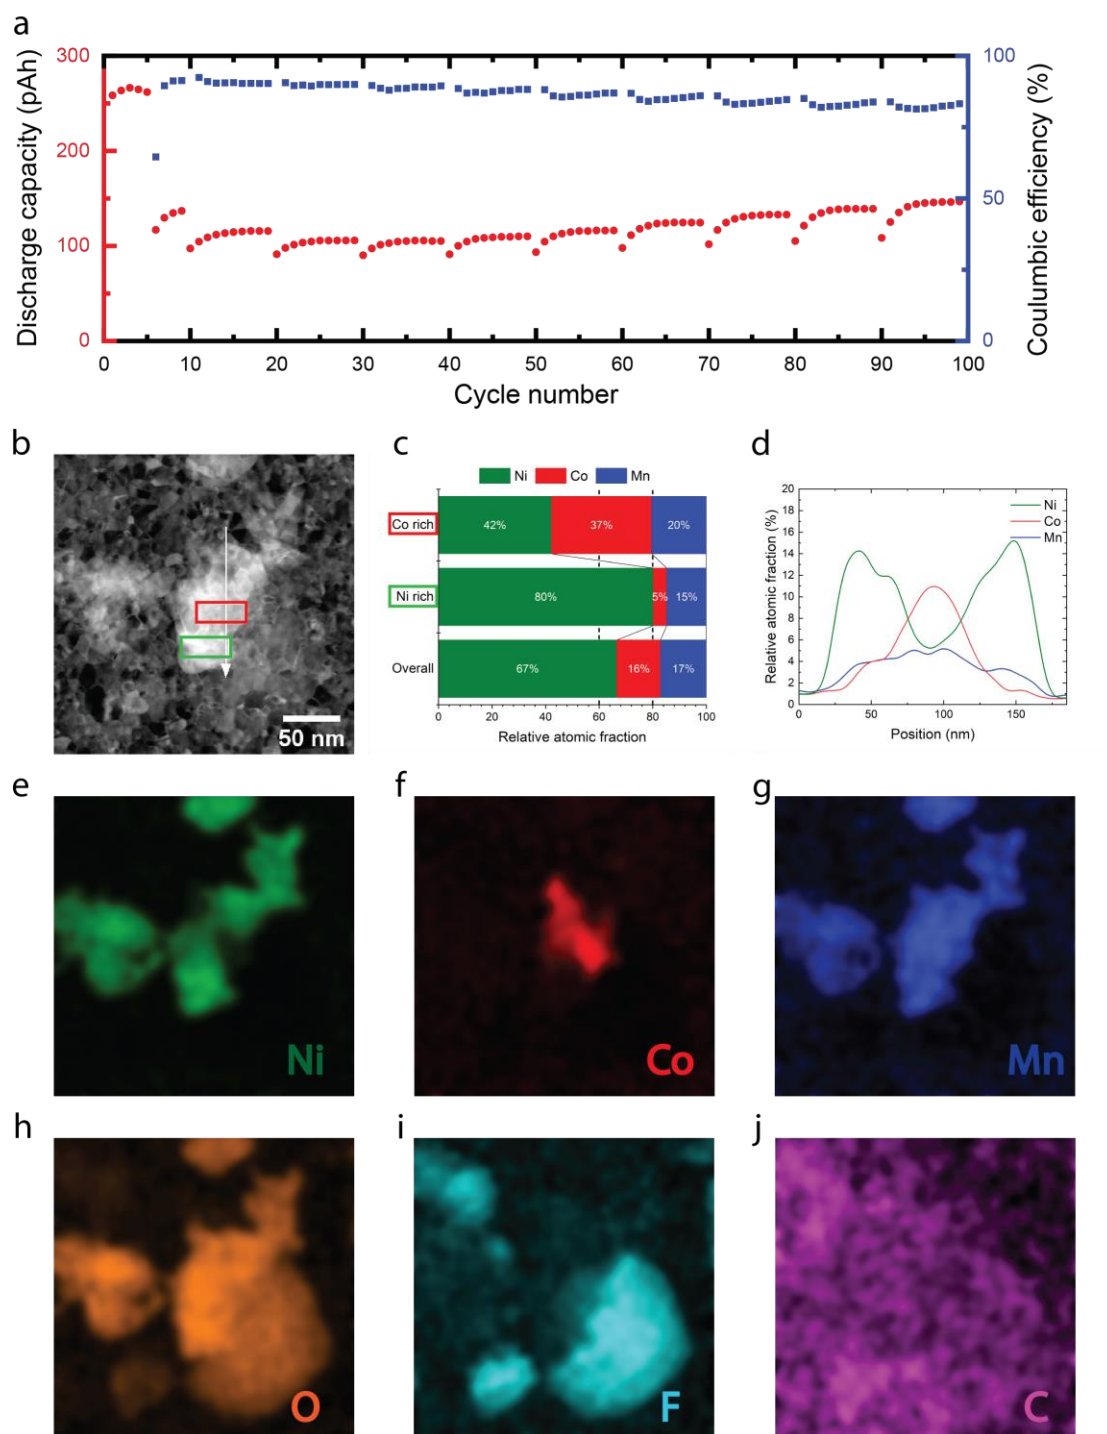 a
Discharge capacity (pAh)
300
200
100
0
100
50
0
Coulumbic efficiency (%)
0 10 20 30 40 50 60 70 80 90 100
Cycle number
b
50 nm
c
Ni Co Mn
Co rich 42% 37% 20%
Ni rich 80% 5% 15%
Overall 67% 16% 17%
0 20 40 60 80 100
Relative atomic fraction
d
Relative atomic fraction (%)
20
18
16
14
12
10
8
6
4
2
0
Ni
Co
Mn
0 50 100 150
Position (nm)
e
Ni
f
Co
g
Mn
h
O
i
F
j
C